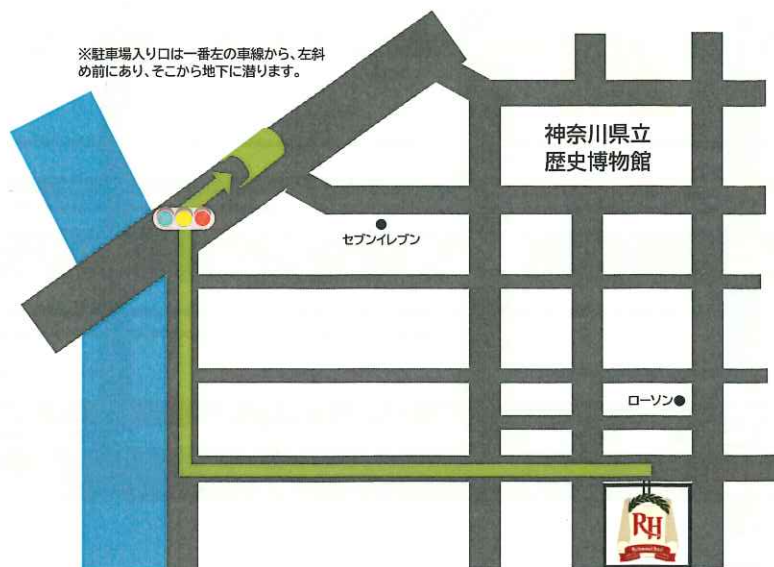 ※駐車場入り口は一番左の車線から、左斜
め前にあり、そこから地下に潜ります。
神奈川県立
歴史博物館
セブンイレブン
ローソン
RH